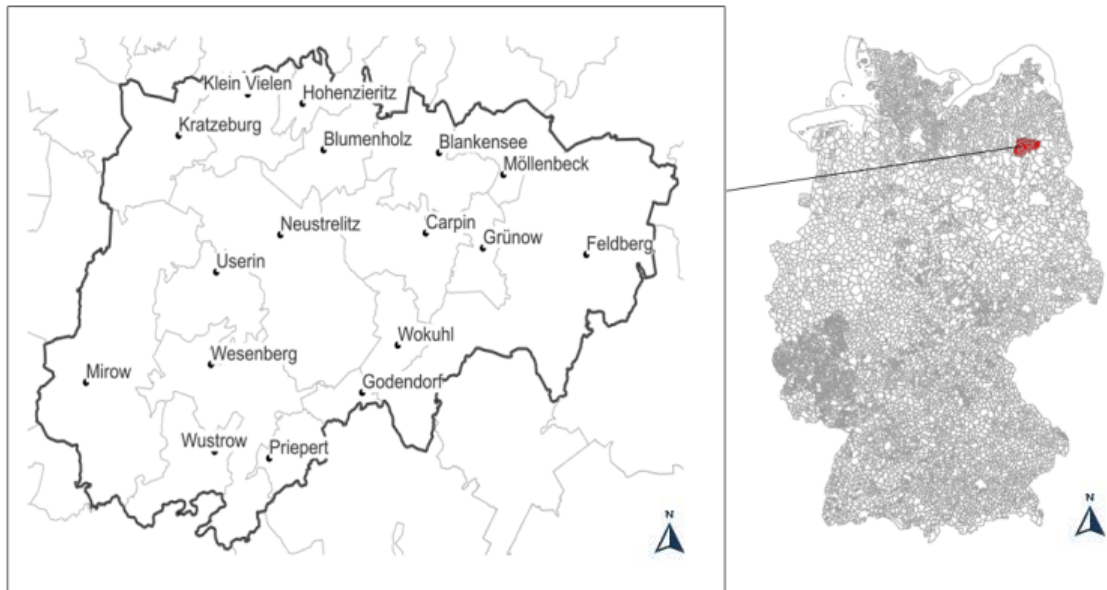 Klein Vielen
Hohenzieritz
Kratzeburg
Blumenholz
Blankensee
Möllenbeck
Neustrelitz
Carpin
Grünow
Feldberg
Userin
Wokuhl
Wesenberg
Mirow
Godendorf
Wustrow
Priepert
N
N